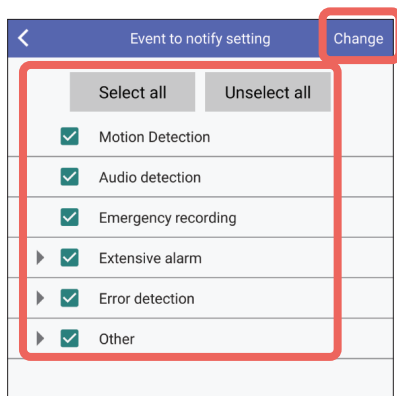 Event to notify setting Change
Select all Unselect all
Motion Detection
Audio detection
Emergency recording
Extensive alarm
Error detection
Other